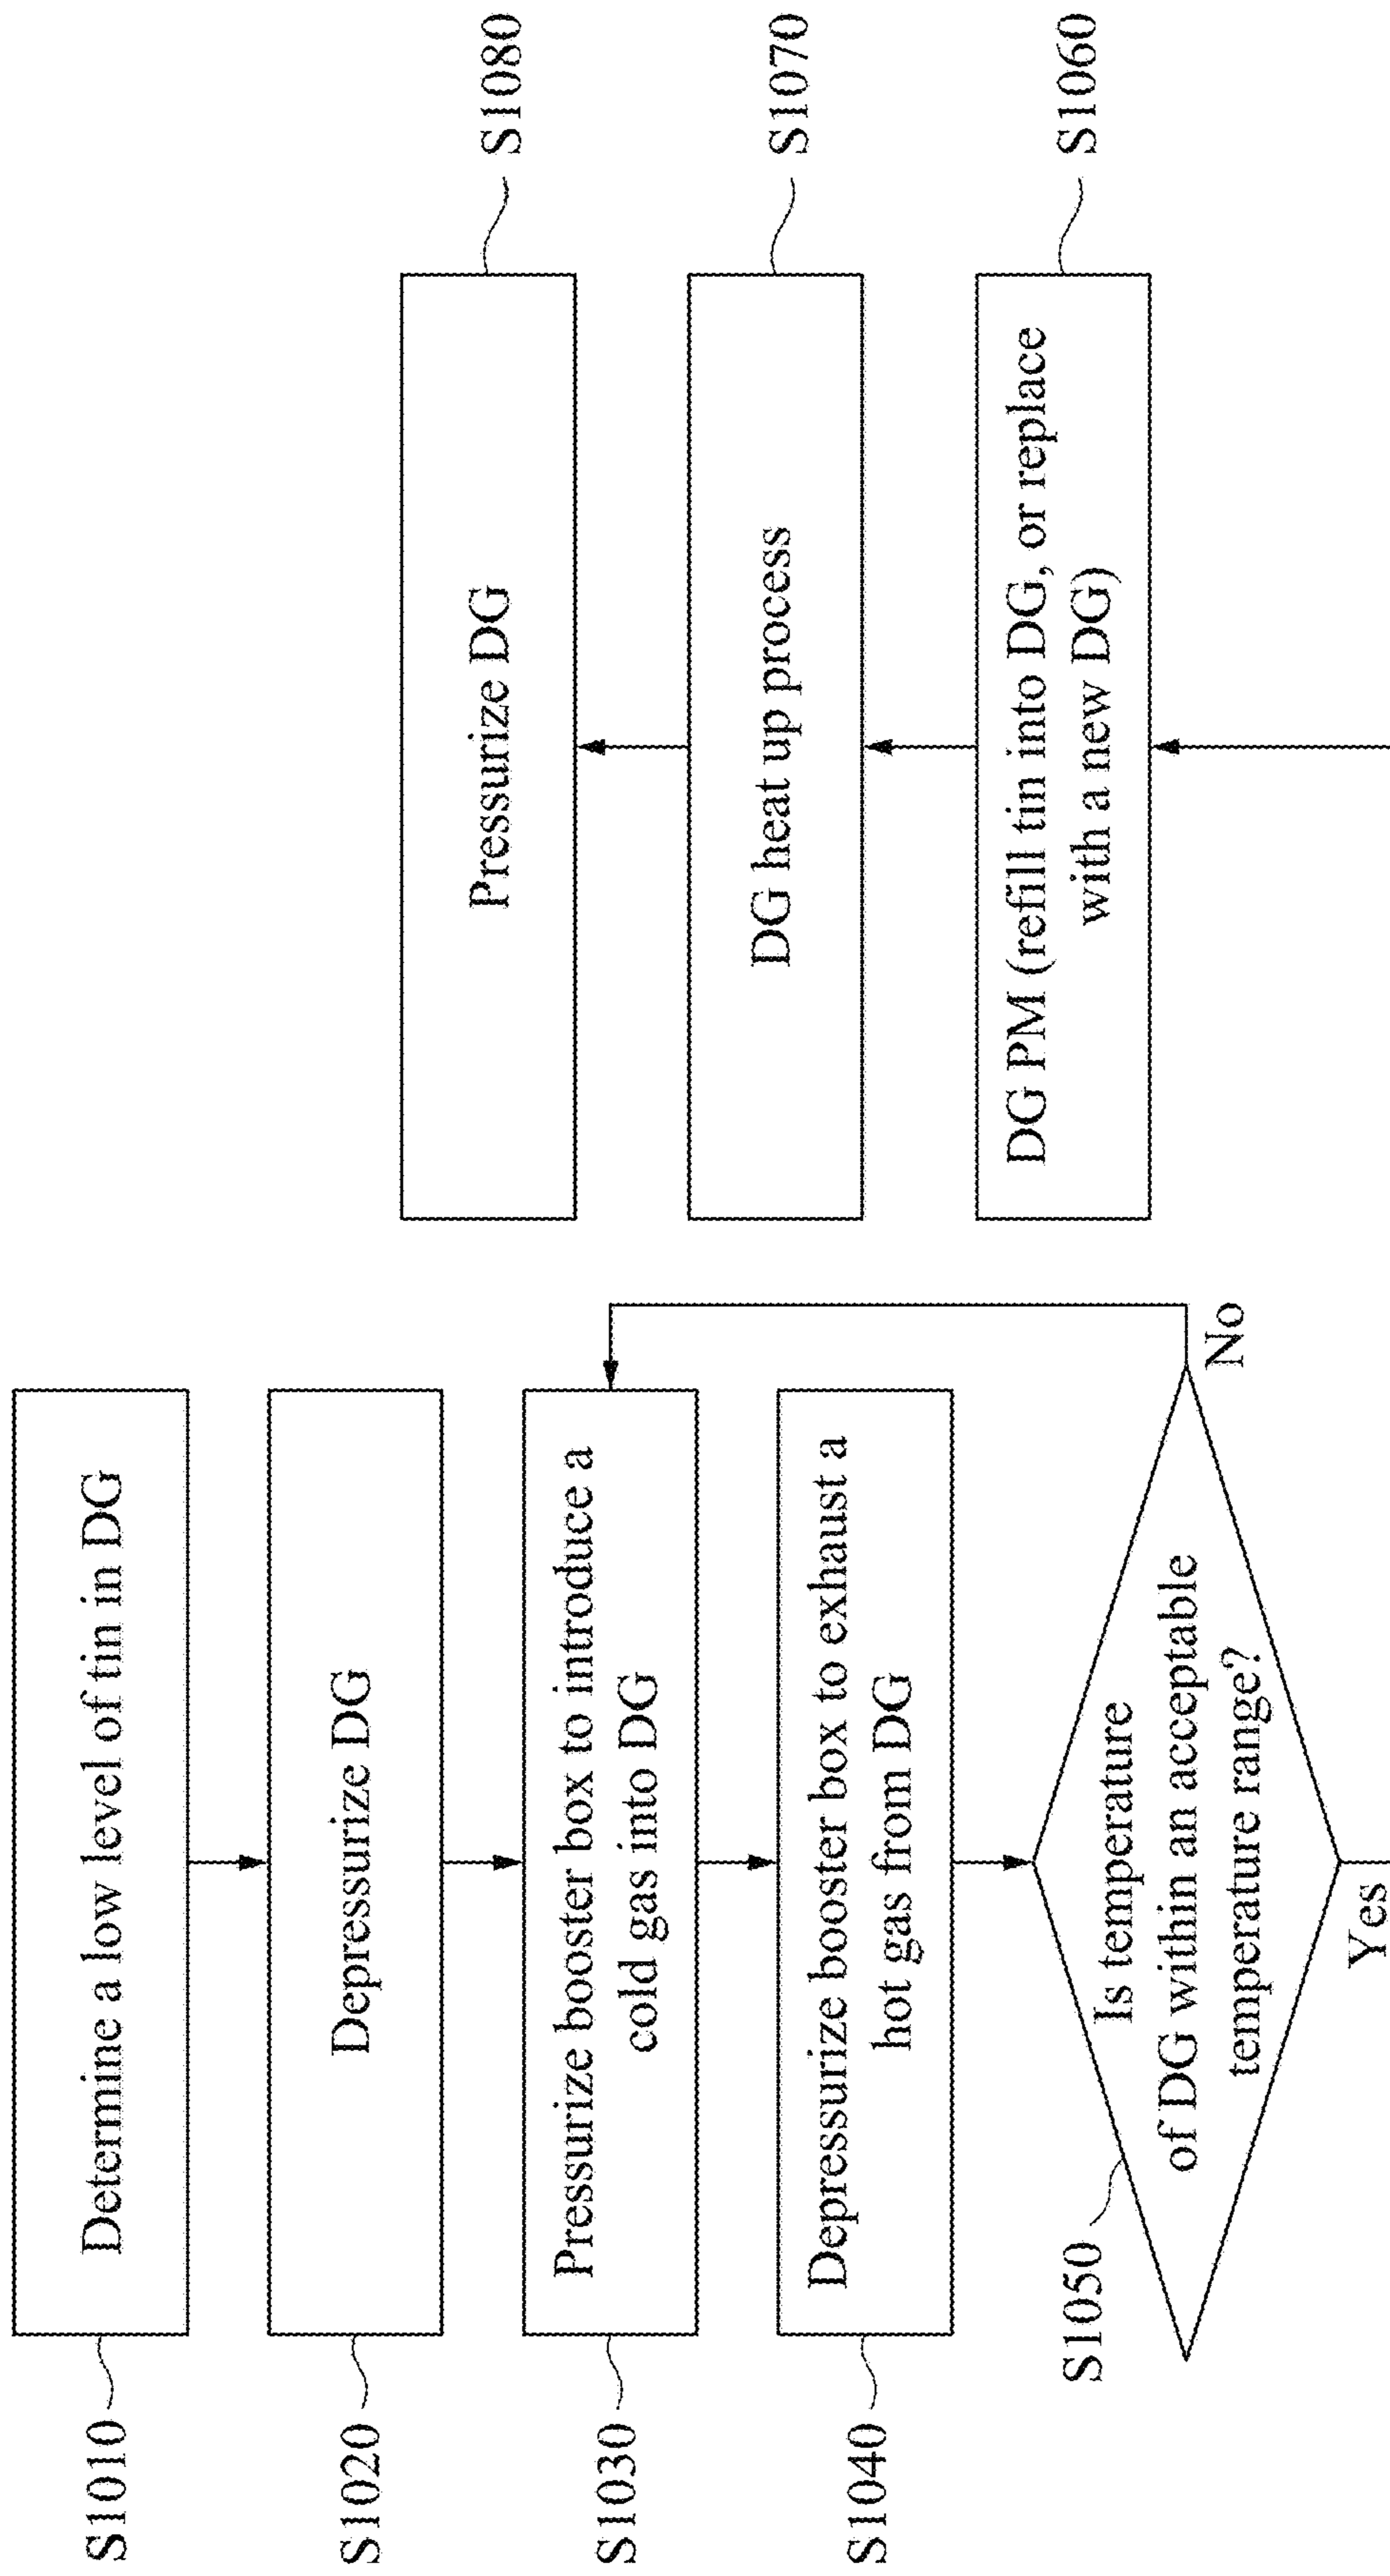 S1010
Determine a low level of tin in DG
S1020
Depressurize DG
S1030
Pressurize booster box to introduce a
cold gas into DG
S1040
Depressurize booster box to exhaust a
hot gas from DG
S1050
Is temperature
of DG within an acceptable
temperature range?
No
Yes
DG PM (refill tin into DG, or replace
with a new DG)
S1060
DG heat up process
S1070
Pressurize DG
S1080